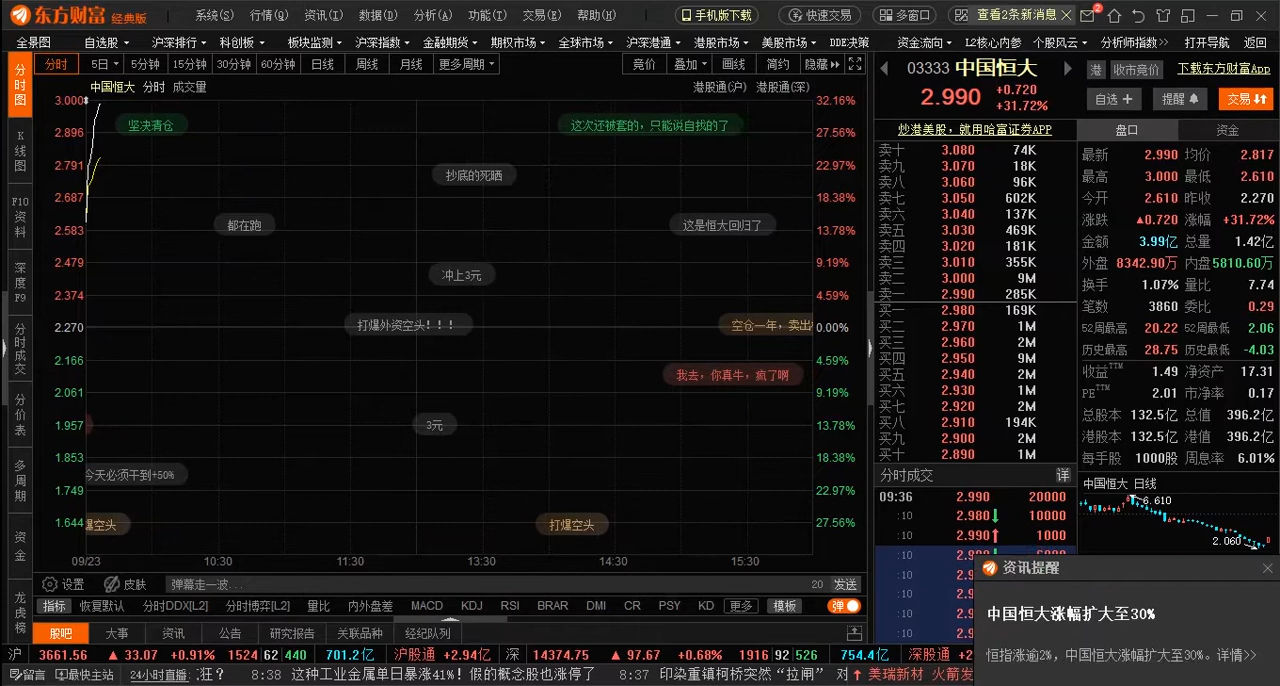 东方财富 经典版 系统(S) 行情(Q) 资讯(I) 数据(D) 分析(A) 功能(T) 交易(E) 帮助(H) 手机版下载 快速交易 多窗口 查看2条新消息 2
全景图 自选股 沪深排行 科创板 板块监测 沪深指数 金融期货 期权市场 全球市场 沪深港通 港股市场 美股市场 DDE决策 资金流向 L2核心内参 个股风云 分析师指数 打开导航 返回
分时 5日 5分钟 15分钟 30分钟 60分钟 日线 周线 月线 更多周期 竞价 叠加 画线 简约 隐藏
分时图
K线图
F10资料
深度F9
分时成交
分价表
多周期
资金
龙虎榜
中国恒大 分时 成交量 港股通(沪) 港股通(深)
3.000 32.16%
坚决清仓 这次还被套的，只能说自找的了
2.896 27.56%
2.791 22.97%
抄底的死晒
2.687 18.38%
都在跑 这是恒大回归了
2.583 13.78%
2.479 9.19%
冲上3元
2.374 4.59%
打爆外资空头！！！ 空仓一年，卖出
2.270 0.00%
2.166 4.59%
我去，你真牛，疯了啊
2.061 9.19%
3元
1.957 13.78%
1.853 18.38%
今天必须干到+50%
1.749 22.97%
1.644 27.56%
爆空头 打爆空头
09/23 10:30 11:30 13:30 14:30 15:30
设置 皮肤 弹幕走一波... 20 发送
指标 恢复默认 分时DDX[L2] 分时博弈[L2] 量比 内外盘差 MACD KDJ RSI BRAR DMI CR PSY KD 更多 模板 弹
股吧 大事 资讯 公告 研究报告 关联品种 经纪队列
03333 中国恒大 港 收市竞价 下载东方财富App
2.990 +0.720 +31.72% 自选 + 提醒 交易
炒港美股，就用哈富证券APP 盘口 资金
卖十 3.080 74K
卖九 3.070 18K
卖八 3.060 96K
卖七 3.050 602K
卖六 3.040 137K
卖五 3.030 469K
卖四 3.020 181K
卖三 3.010 355K
卖二 3.000 9M
卖一 2.990 285K
买一 2.980 169K
买二 2.970 1M
买三 2.960 2M
买四 2.950 9M
买五 2.940 2M
买六 2.930 1M
买七 2.920 2M
买八 2.910 194K
买九 2.900 2M
买十 2.890 1M
最新 2.990 均价 2.817
最高 3.000 最低 2.610
今开 2.610 昨收 2.270
涨跌 ▲0.720 涨幅 +31.72%
金额 3.99亿 总量 1.42亿
外盘 8342.90万 内盘 5810.60万
换手 1.07% 量比 7.74
笔数 3860 委比 0.29
52周最高 20.22 52周最低 2.06
历史最高 28.75 历史最低 -4.03
收益TTM 1.49 净资产 17.31
PETTM 2.01 市净率 0.17
总股本 132.5亿 总值 396.2亿
港股本 132.5亿 港值 396.2亿
每手股 1000股 周息率 6.01%
分时成交 详
09:36 2.990 20000
:10 2.980 10000
:10 2.990 1000
:10
:10
:10
:10
:10
中国恒大 日线
6.610
2.060
资讯提醒
中国恒大涨幅扩大至30%
恒指涨逾2%，中国恒大涨幅扩大至30%。详情>>
沪 3661.56 ▲ 33.07 +0.91% 1524 62 440 701.2亿 沪股通 +2.94亿 深 14374.75 ▲ 97.67 +0.68% 1916 92 526 754.4亿 深股通 +2
留言 最快主站 24小时直播: 狂？ 8:38 这种工业金属单日暴涨41%！假的概念股也涨停了 8:37 印染重镇柯桥突然“拉闸” 对 美瑞新材 火箭发